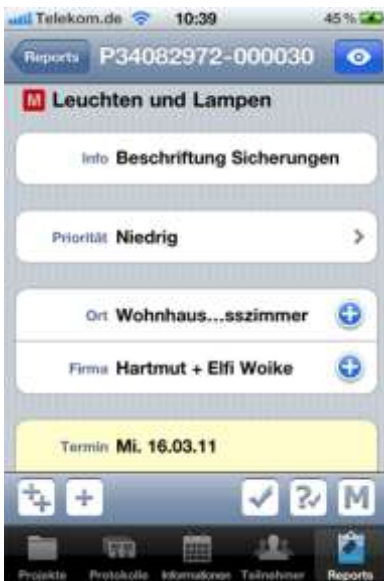 Telekom.de 10:39 45 %
Reports P34082972-000030
M Leuchten und Lampen
Info Beschriftung Sicherungen
Priorität Niedrig
Ort Wohnhaus...sszimmer
Firma Hartmut + Elfi Woike
Termin Mi. 16.03.11
M
Projekte Protokolle Informationen Teilnehmer Reports